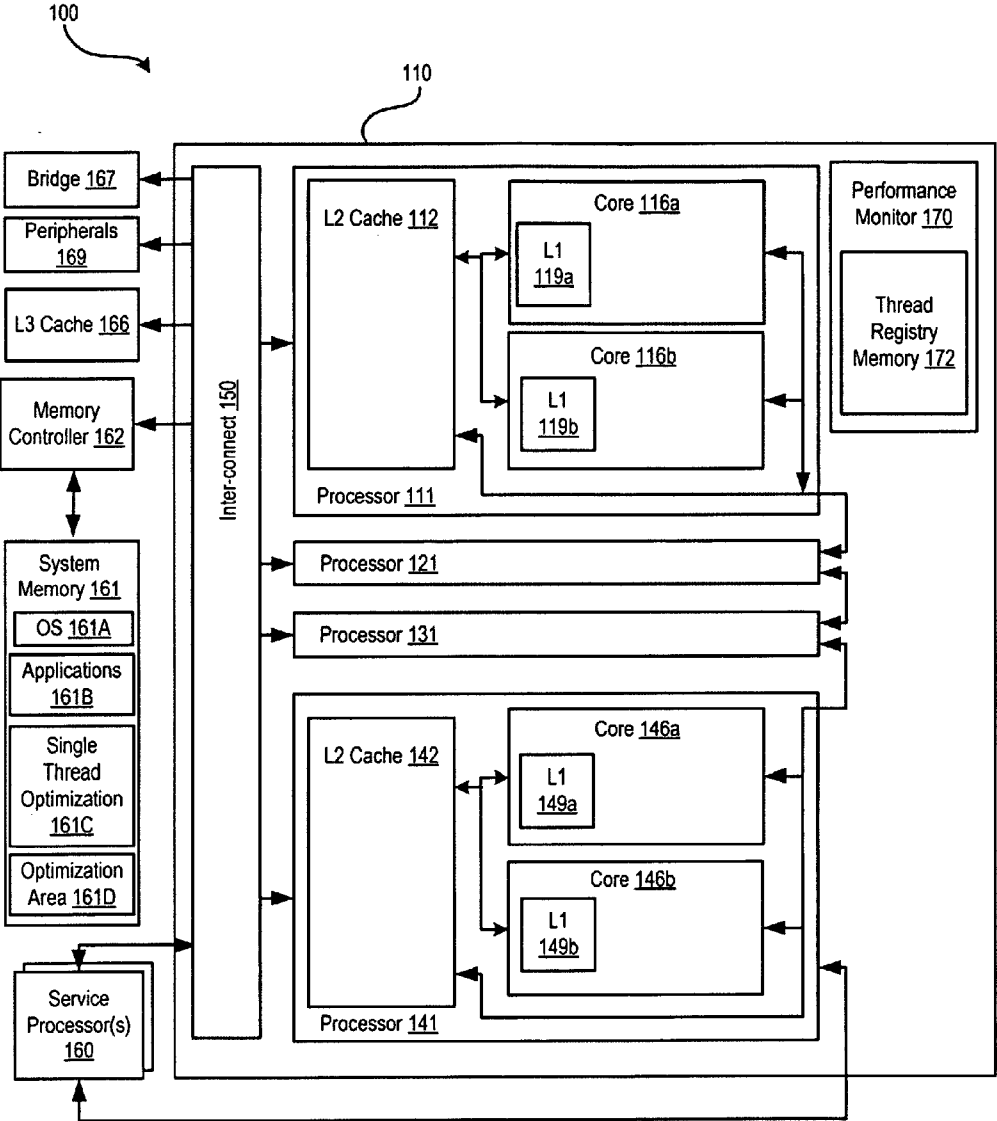 100
110
Bridge 167
Peripherals
169
L3 Cache 166
Memory
Controller 162
System
Memory 161
OS 161A
Applications
161B
Single
Thread
Optimization
161C
Optimization
Area 161D
Service
Processor(s)
160
Inter-connect 150
L2 Cache 112
Core 116a
L1
119a
Core 116b
L1
119b
Processor 111
Performance
Monitor 170
Thread
Registry
Memory 172
Processor 121
Processor 131
L2 Cache 142
Core 146a
L1
149a
Core 146b
L1
149b
Processor 141